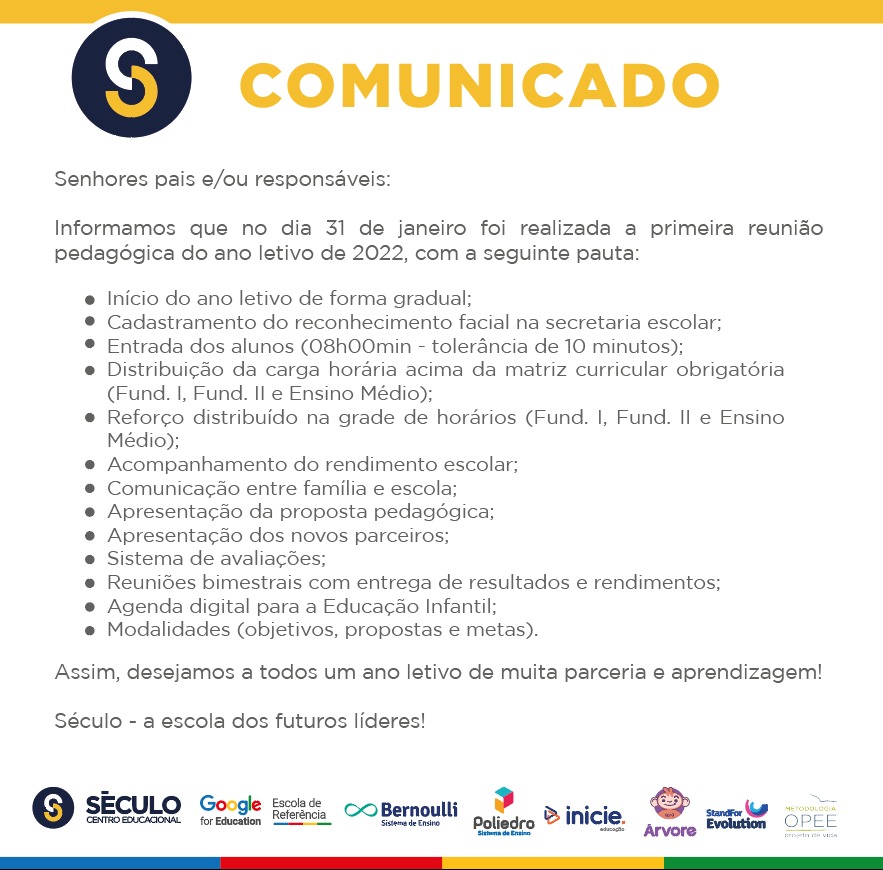 COMUNICADO
Senhores pais e/ou responsáveis:
Informamos que no dia 31 de janeiro foi realizada a primeira reunião
pedagógica do ano letivo de 2022, com a seguinte pauta:
● Início do ano letivo de forma gradual;
● Cadastramento do reconhecimento facial na secretaria escolar;
● Entrada dos alunos (08h00min - tolerância de 10 minutos);
● Distribuição da carga horária acima da matriz curricular obrigatória
(Fund. I, Fund. II e Ensino Médio);
● Reforço distribuído na grade de horários (Fund. I, Fund. II e Ensino
Médio);
● Acompanhamento do rendimento escolar;
● Comunicação entre família e escola;
● Apresentação da proposta pedagógica;
● Apresentação dos novos parceiros;
● Sistema de avaliações;
● Reuniões bimestrais com entrega de resultados e rendimentos;
● Agenda digital para a Educação Infantil;
● Modalidades (objetivos, propostas e metas).
Assim, desejamos a todos um ano letivo de muita parceria e aprendizagem!
Século - a escola dos futuros líderes!
SÉCULO
CENTRO EDUCACIONAL
Google
for Education
Escola de
Referência
Bernoulli
Sistema de Ensino
Poliedro
Sistema de Ensino
inicie.
educação
Árvore
StandFor
Evolution
METODOLOGIA
OPEE
projeto de vida